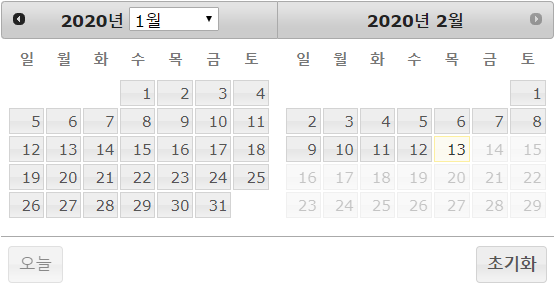 2020년 1월 2020년 2월
일 월 화 수 목 금 토 일 월 화 수 목 금 토
1 2 3 4 1
5 6 7 8 9 10 11 2 3 4 5 6 7 8
12 13 14 15 16 17 18 9 10 11 12 13 14 15
19 20 21 22 23 24 25 16 17 18 19 20 21 22
26 27 28 29 30 31 23 24 25 26 27 28 29
오늘 초기화